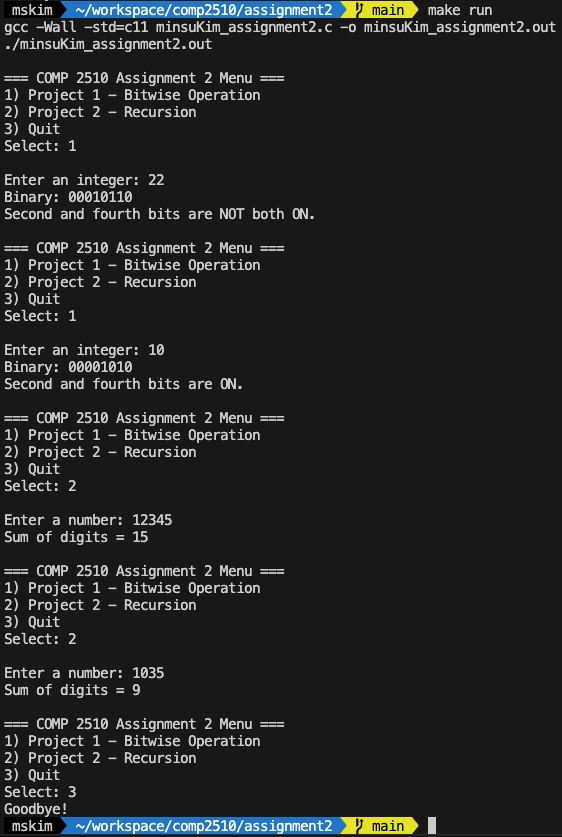 mskim ~/workspace/comp2510/assignment2 main make run
gcc -Wall -std=c11 minsuKim_assignment2.c -o minsuKim_assignment2.out
./minsuKim_assignment2.out

=== COMP 2510 Assignment 2 Menu ===
1) Project 1 - Bitwise Operation
2) Project 2 - Recursion
3) Quit
Select: 1

Enter an integer: 22
Binary: 00010110
Second and fourth bits are NOT both ON.

=== COMP 2510 Assignment 2 Menu ===
1) Project 1 - Bitwise Operation
2) Project 2 - Recursion
3) Quit
Select: 1

Enter an integer: 10
Binary: 00001010
Second and fourth bits are ON.

=== COMP 2510 Assignment 2 Menu ===
1) Project 1 - Bitwise Operation
2) Project 2 - Recursion
3) Quit
Select: 2

Enter a number: 12345
Sum of digits = 15

=== COMP 2510 Assignment 2 Menu ===
1) Project 1 - Bitwise Operation
2) Project 2 - Recursion
3) Quit
Select: 2

Enter a number: 1035
Sum of digits = 9

=== COMP 2510 Assignment 2 Menu ===
1) Project 1 - Bitwise Operation
2) Project 2 - Recursion
3) Quit
Select: 3
Goodbye!
mskim ~/workspace/comp2510/assignment2 main